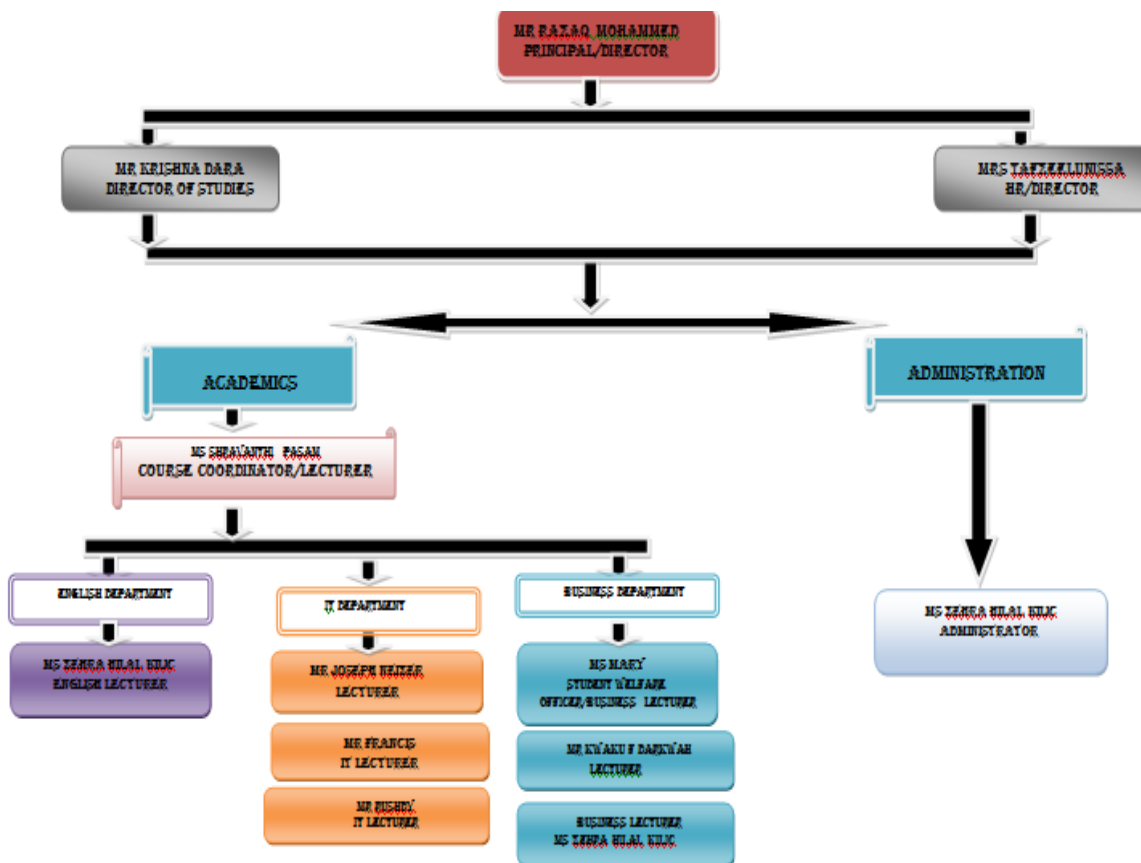 MR RAZAQ MOHAMMED
PRINCIPAL/DIRECTOR
MR KRISHNA DARA
DIRECTOR OF STUDIES
MRS TAFZEELUNISSA
HR/DIRECTOR
ACADEMICS
ADMINISTRATION
MS SHRAVANTHI PASAM
COURSE COORDINATOR/LECTURER
ENGLISH DEPARTMENT
IT DEPARTMENT
BUSINESS DEPARTMENT
MS ZEHRA HILAL KILIC
ADMINISTRATOR
MS ZEHRA HILAL KILIC
ENGLISH LECTURER
MR JOSEPH
LECTURER
MS MARY
STUDENT WELFARE
OFFICER/BUSINESS LECTURER
MR FRANCIS
IT LECTURER
MR KWAKU F DARKWAH
LECTURER
MR
IT LECTURER
BUSINESS LECTURER
MS ZEHRA HILAL KILIC